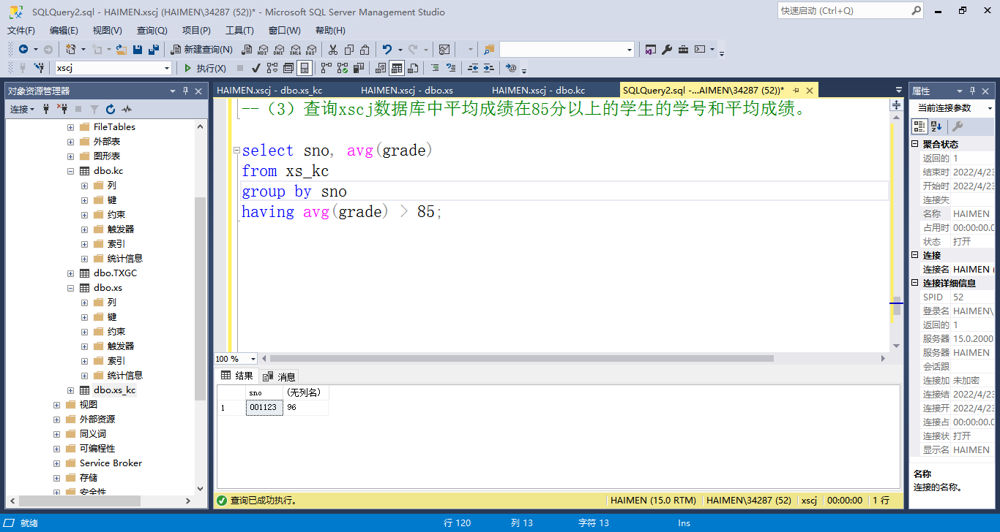 SQLQuery2.sql - HAIMEN.xscj (HAIMEN\34287 (52))* - Microsoft SQL Server Management Studio
快速启动 (Ctrl+Q)
文件(F) 编辑(E) 视图(V) 查询(Q) 项目(P) 工具(T) 窗口(W) 帮助(H)
新建查询(N) MDX DMX XMLA DAX
xscj 执行(X)
对象资源管理器
连接
FileTables
外部表
图形表
dbo.kc
列
键
约束
触发器
索引
统计信息
dbo.TXGC
dbo.xs
列
键
约束
触发器
索引
统计信息
dbo.xs_kc
视图
外部资源
同义词
可编程性
Service Broker
存储
安全性
HAIMEN.xscj - dbo.xs_kc HAIMEN.xscj - dbo.xs HAIMEN.xscj - dbo.kc SQLQuery2.sql -...AIMEN\34287 (52))*
--（3）查询xscj数据库中平均成绩在85分以上的学生的学号和平均成绩。
select sno, avg(grade)
from xs_kc
group by sno
having avg(grade) > 85;
100 %
结果 消息
sno (无列名)
1 001123 96
查询已成功执行。 HAIMEN (15.0 RTM) HAIMEN\34287 (52) xscj 00:00:00 1 行
属性
当前连接参数
聚合状态
返回的 1
结束时 2022/4/23
开始时 2022/4/23
连接失
名称 HAIMEN
占用时 00:00:00.0
状态 打开
连接
连接名 HAIMEN (
连接详细信息
SPID 52
登录名 HAIMEN\
返回的 1
服务器 15.0.2000
服务器 HAIMEN
会话跟
连接加 未加密
连接结 2022/4/23
连接开 2022/4/23
连接占 00:00:00.0
连接状 打开
显示名 HAIMEN
名称
连接的名称。
就绪 行 120 列 13 字符 13 Ins